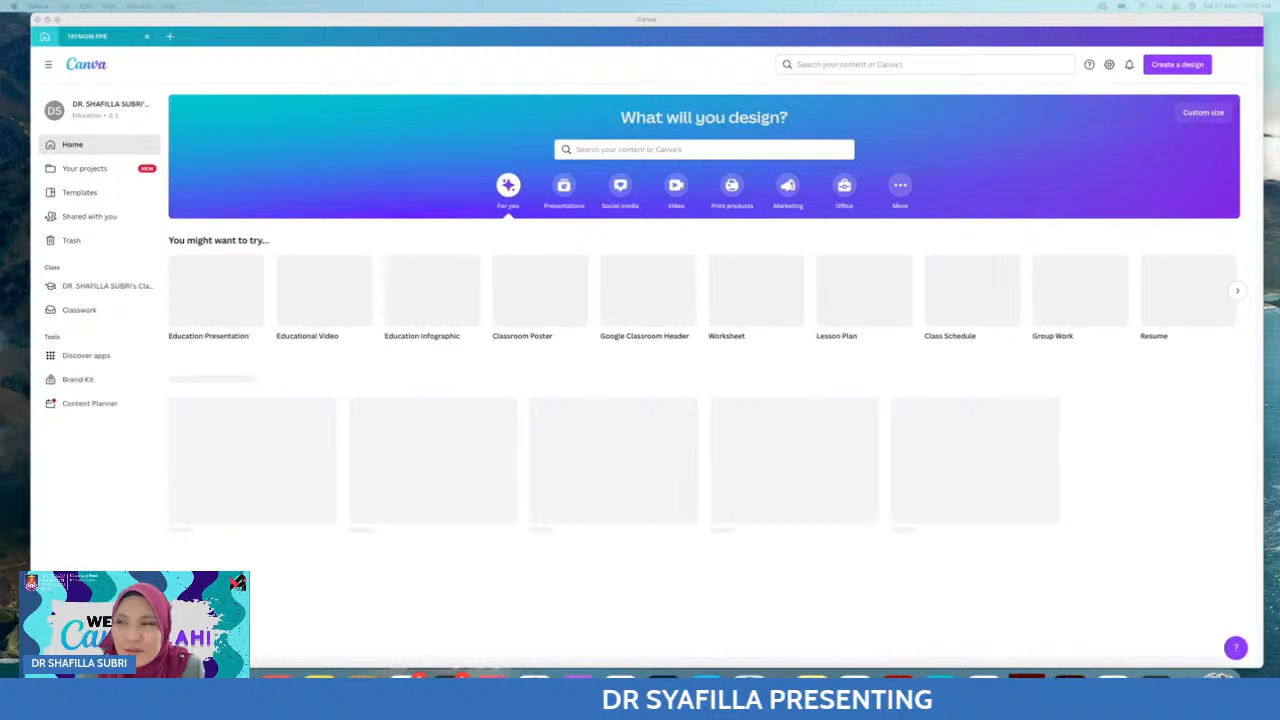 Canva
TAYMUM PPE
Canva
Search your content or Canva's
Create a design
DR. SHAFILLA SUBRI'...
Education • 1
Home
Your projects NEW
Templates
Shared with you
Trash
Class
DR. SHAFILLA SUBRI's Cla...
Classwork
Tools
Discover apps
Brand Kit
Content Planner
What will you design?
Custom size
Search your content or Canva's
For you
Presentations
Social media
Video
Print products
Marketing
Office
More
You might want to try...
Education Presentation
Educational Video
Education Infographic
Classroom Poster
Google Classroom Header
Worksheet
Lesson Plan
Class Schedule
Group Work
Resume
DR SHAFILLA SUBRI
DR SYAFILLA PRESENTING